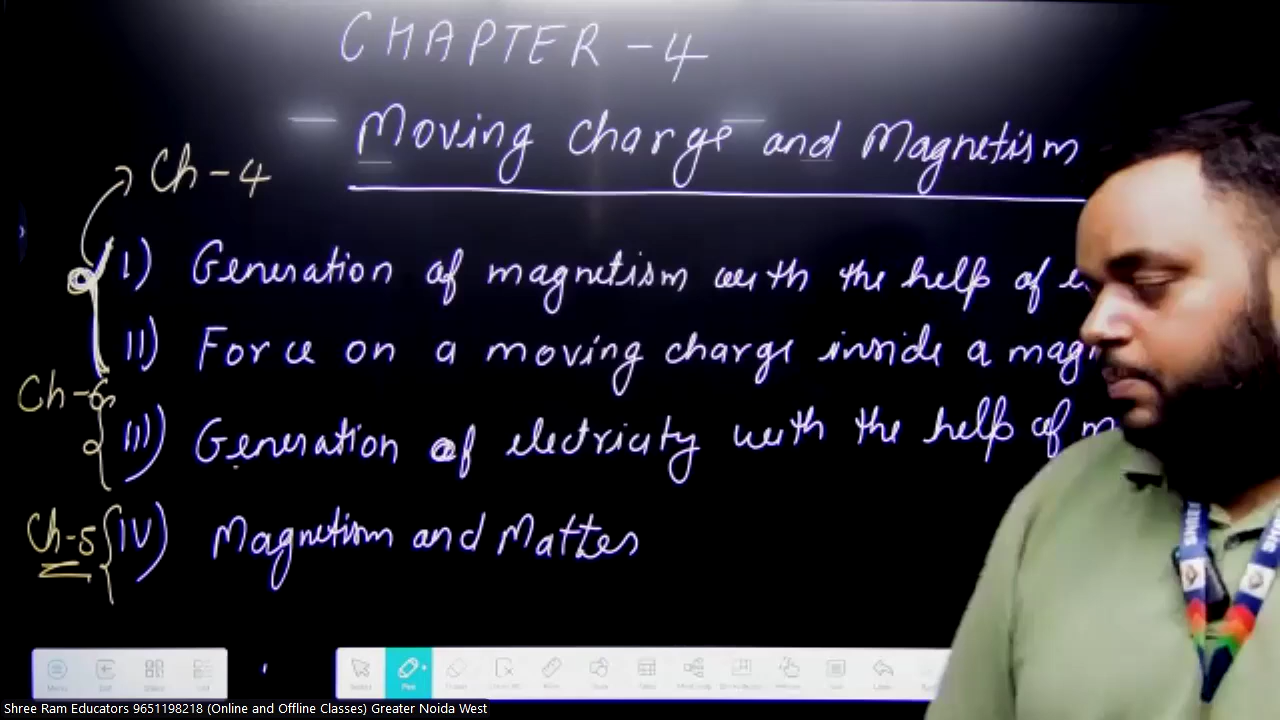 CHAPTER - 4
Moving charge and Magnetism
Ch - 4
I) Generation of magnetism with the help of
II) Force on a moving charge inside a mag
Ch - 6
III) Generation of electricity with the help of m
Ch - 5
IV) Magnetism and Matter
Shree Ram Educators 9651198218 (Online and Offline Classes) Greater Noida West